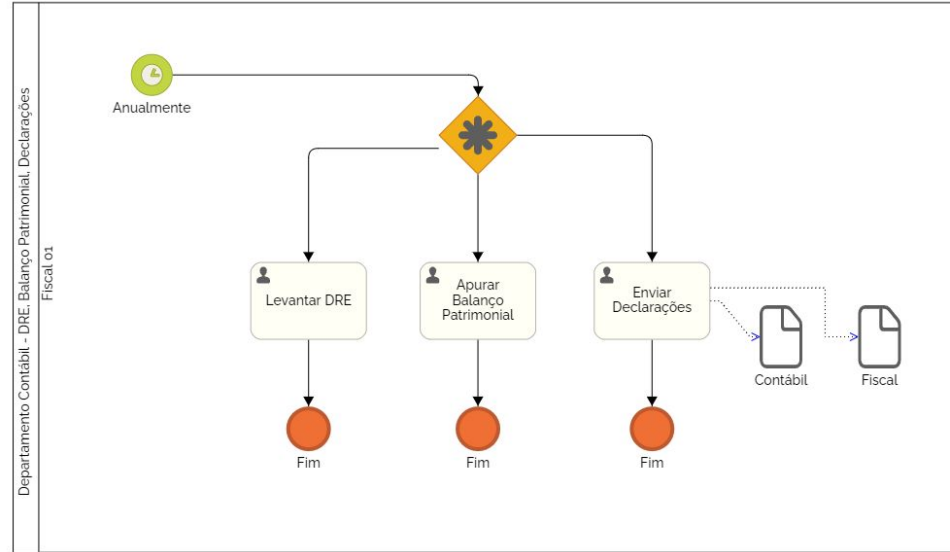 Departamento Contábil - DRE, Balanço Patrimonial, Declarações
Fiscal 01
Anualmente
Levantar DRE
Apurar
Balanço
Patrimonial
Enviar
Declarações
Contábil
Fiscal
Fim
Fim
Fim